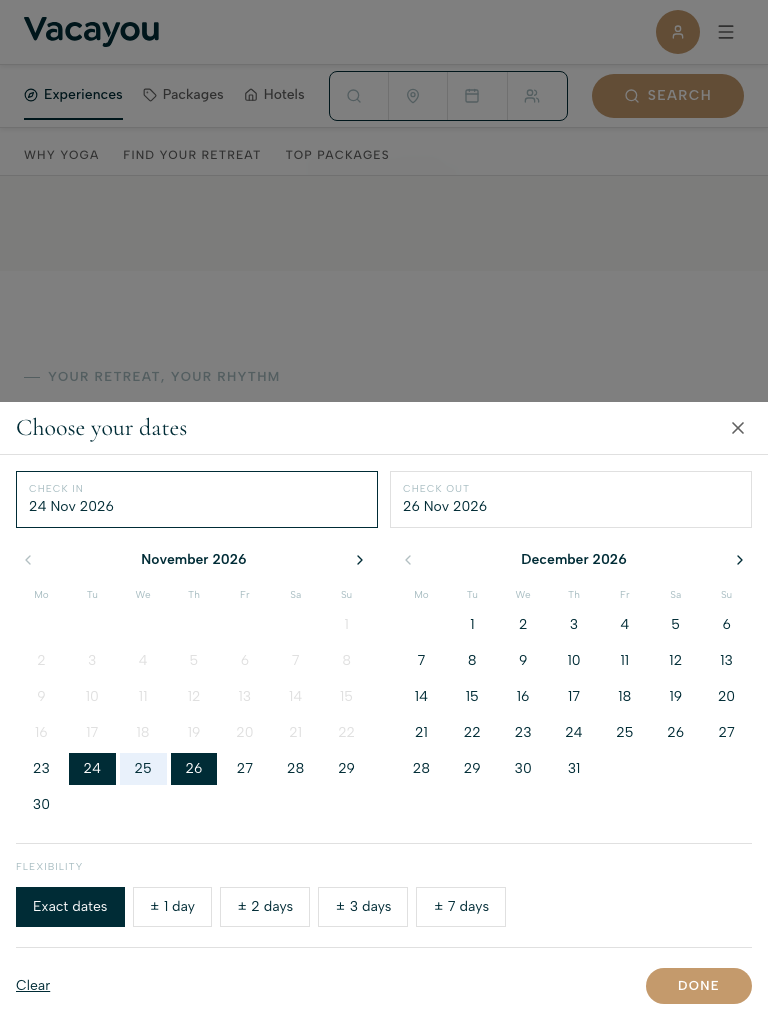 Vacayou
Experiences Packages Hotels SEARCH
WHY YOGA FIND YOUR RETREAT TOP PACKAGES
— YOUR RETREAT, YOUR RHYTHM
Choose your dates
CHECK IN CHECK OUT
24 Nov 2026 26 Nov 2026
November 2026 December 2026
Mo Tu We Th Fr Sa Su Mo Tu We Th Fr Sa Su
1 1 2 3 4 5 6
2 3 4 5 6 7 8 7 8 9 10 11 12 13
9 10 11 12 13 14 15 14 15 16 17 18 19 20
16 17 18 19 20 21 22 21 22 23 24 25 26 27
23 24 25 26 27 28 29 28 29 30 31
30
FLEXIBILITY
Exact dates ± 1 day ± 2 days ± 3 days ± 7 days
Clear DONE